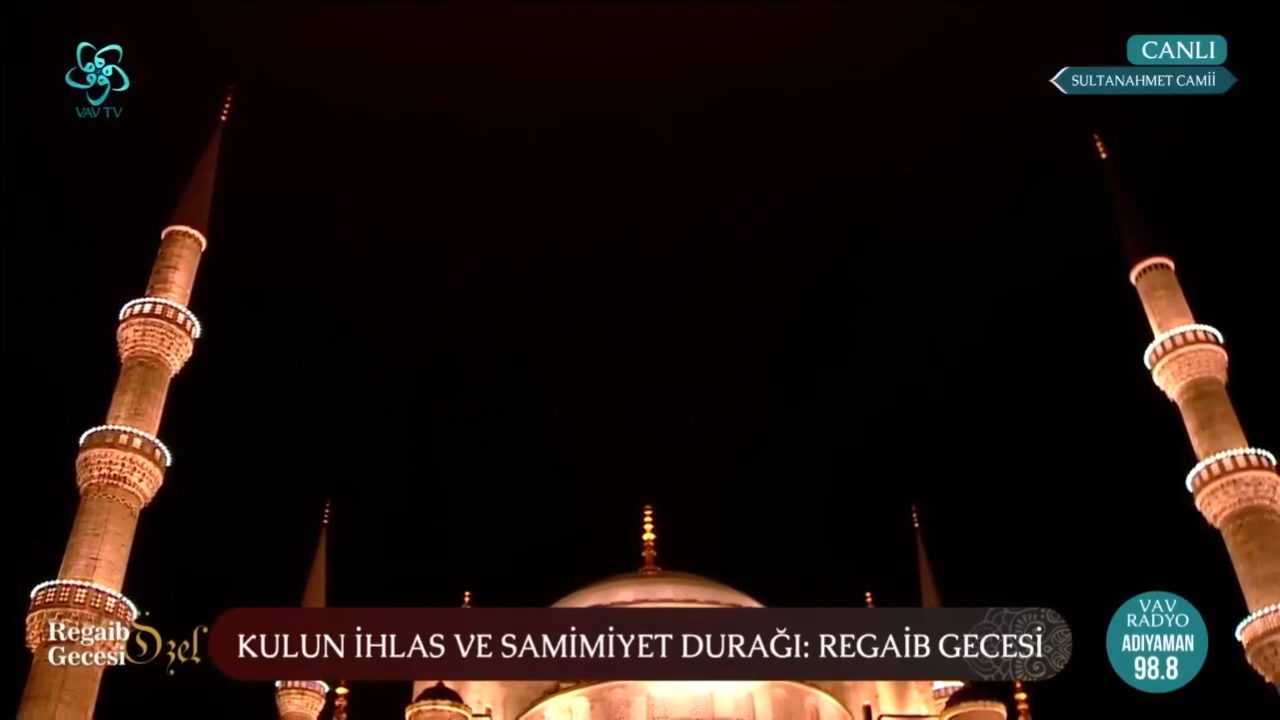 VAV TV
CANLI
SULTANAHMET CAMİİ
Regaib
Gecesi
Özel
KULUN İHLAS VE SAMİMİYET DURAĞI: REGAİB GECESİ
VAV
RADYO
ADIYAMAN
98.8